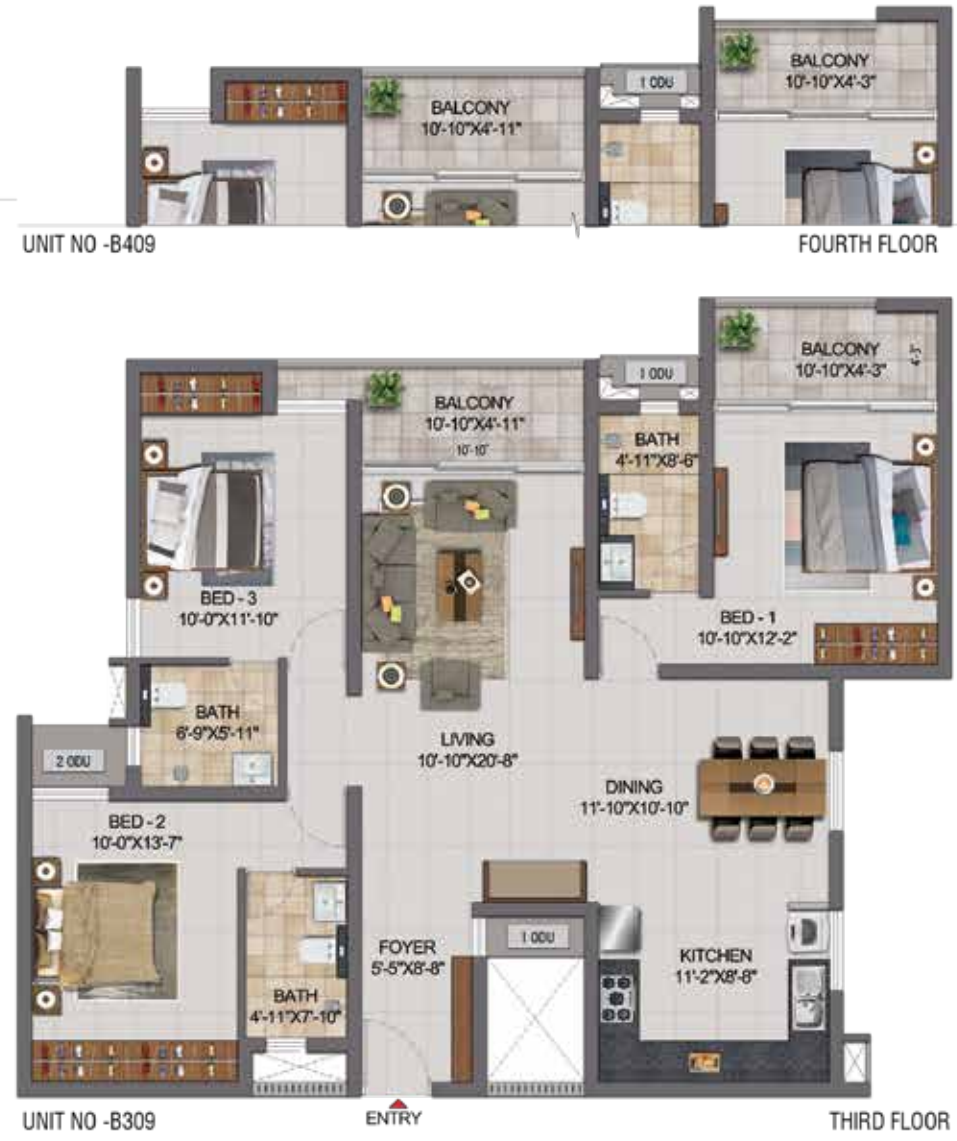 BALCONY
10'-10"X4'-3"
1 ODU
BALCONY
10'-10"X4'-11"
UNIT NO -B409
FOURTH FLOOR
BALCONY
10'-10"X4'-3"
4'-3"
1 ODU
BALCONY
10'-10"X4'-11"
10'-10"
BATH
4'-11"X8'-6"
BED - 3
10'-0"X11'-10"
BED - 1
10'-10"X12'-2"
BATH
6'-9"X5'-11"
LIVING
10'-10"X20'-8"
2 ODU
DINING
11'-10"X10'-10"
BED - 2
10'-0"X13'-7"
1 ODU
FOYER
5'-5"X8'-8"
KITCHEN
11'-2"X8'-8"
BATH
4'-11"X7'-10"
UNIT NO -B309
ENTRY
THIRD FLOOR